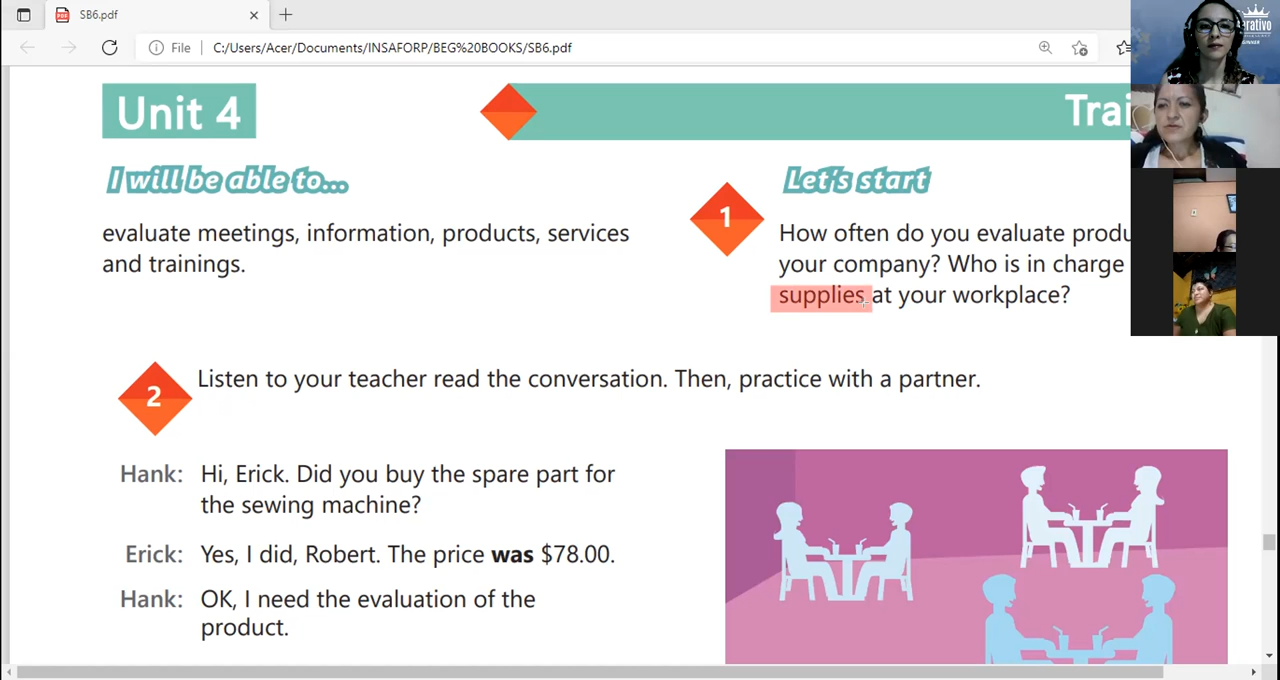 SB6.pdf
File C:/Users/Acer/Documents/INSAFORP/BEG%20BOOKS/SB6.pdf
Unit 4
I will be able to...
evaluate meetings, information, products, services
and trainings.
Let's start
1
How often do you evaluate
your company? Who is in charge
supplies at your workplace?
2
Listen to your teacher read the conversation. Then, practice with a partner.
Hank: Hi, Erick. Did you buy the spare part for
the sewing machine?
Erick: Yes, I did, Robert. The price was $78.00.
Hank: OK, I need the evaluation of the
product.